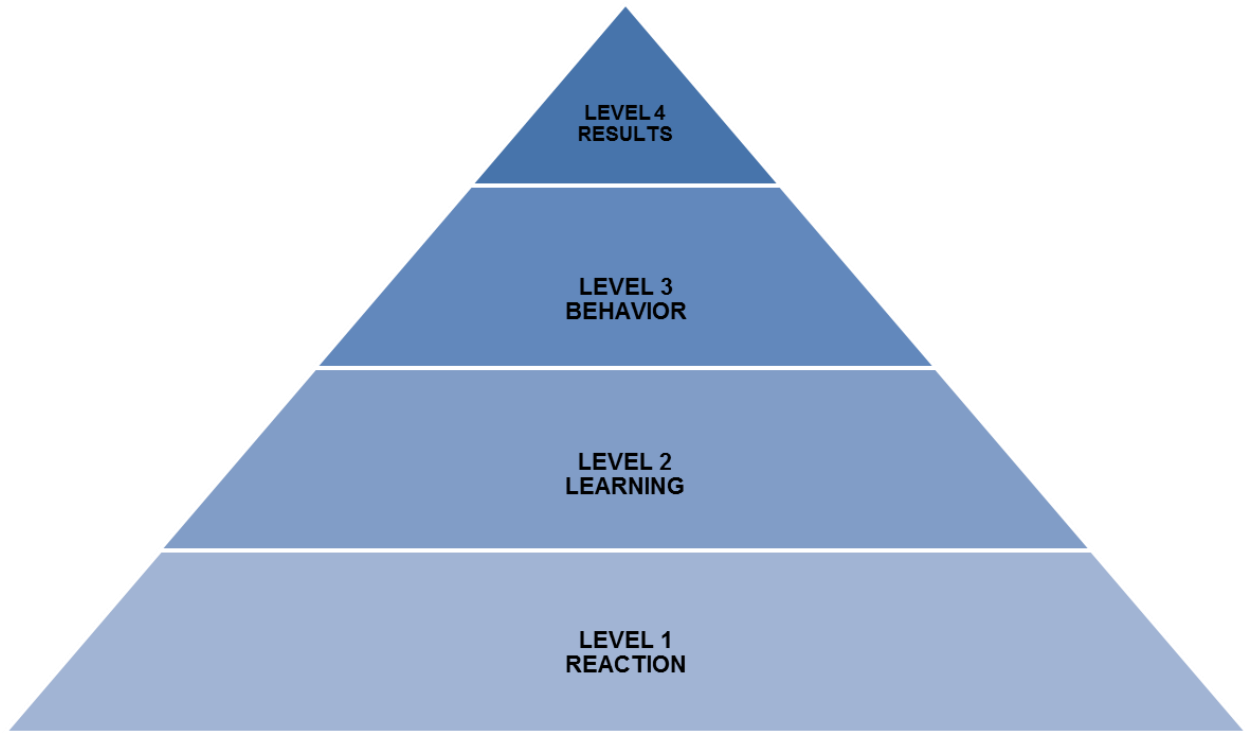 LEVEL 4
RESULTS
LEVEL 3
BEHAVIOR
LEVEL 2
LEARNING
LEVEL 1
REACTION